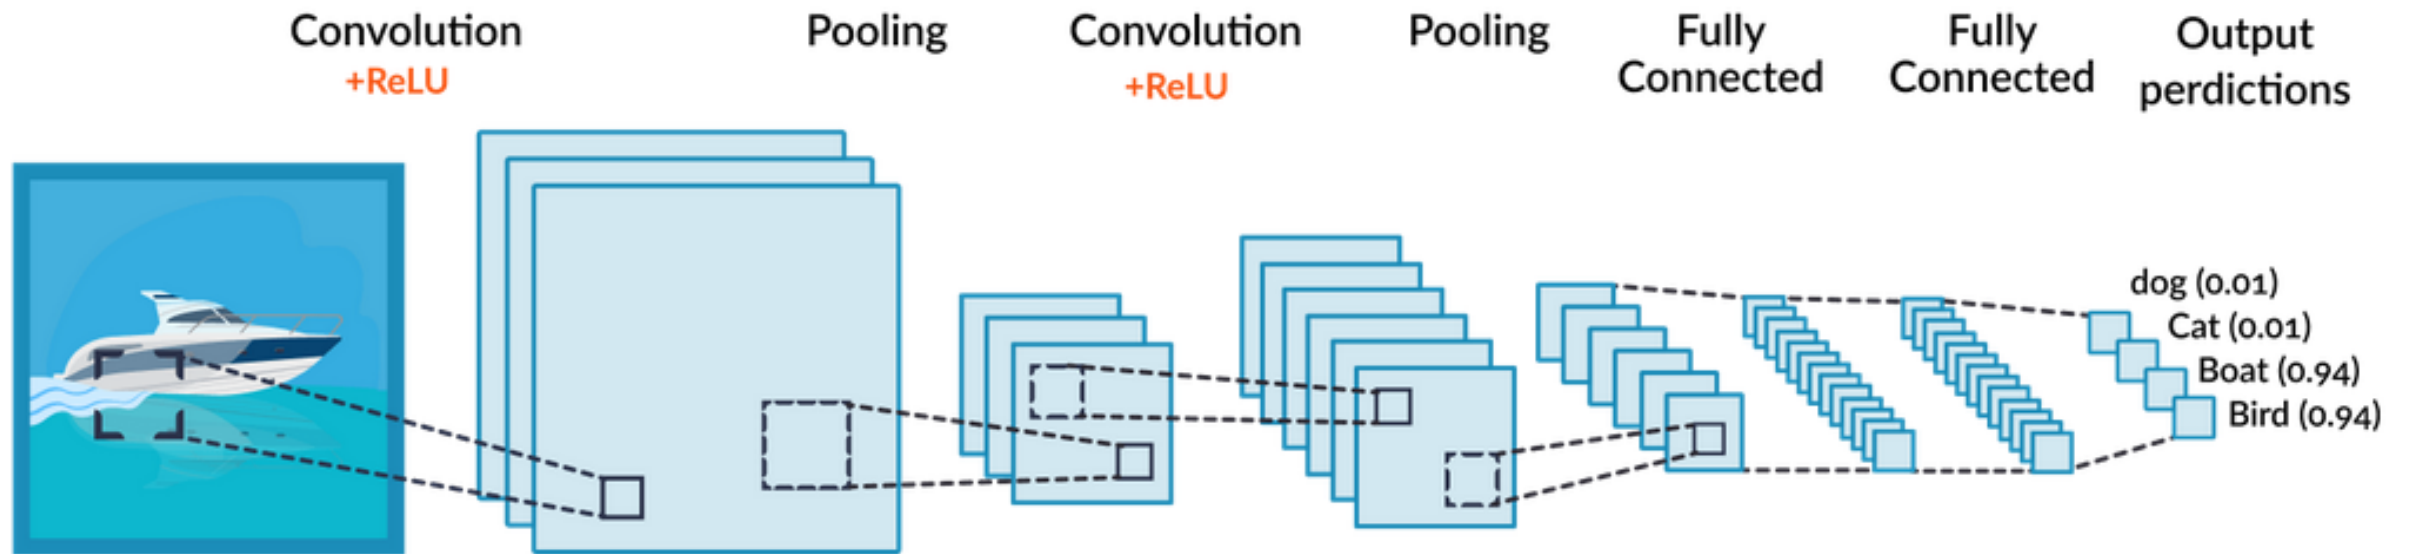 Convolution
+ReLU
Pooling
Convolution
+ReLU
Pooling
Fully
Connected
Fully
Connected
Output
perdictions
dog (0.01)
Cat (0.01)
Boat (0.94)
Bird (0.94)